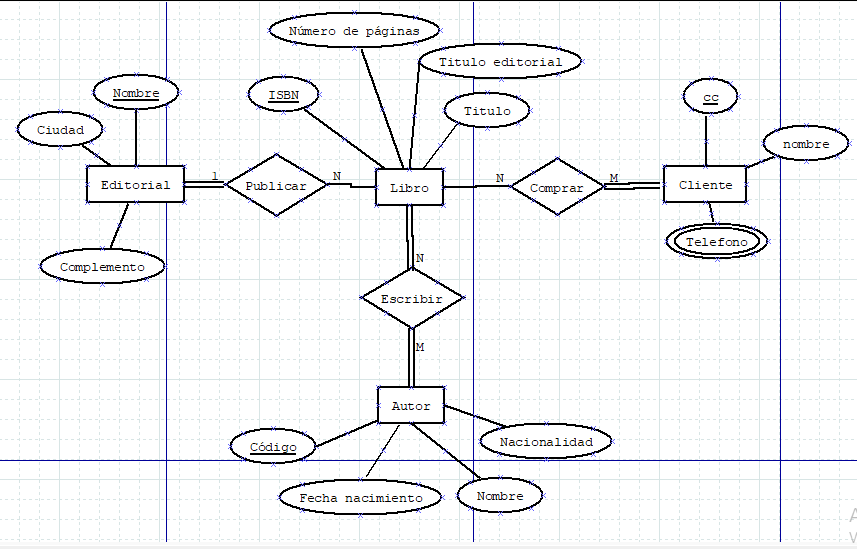 Número de páginas
Titulo editorial
Nombre
ISBN
Titulo
cc
Ciudad
nombre
Editorial
1
Publicar
N
Libro
N
Comprar
M
Cliente
Telefono
Complemento
N
Escribir
M
Autor
Código
Nacionalidad
Fecha nacimiento
Nombre